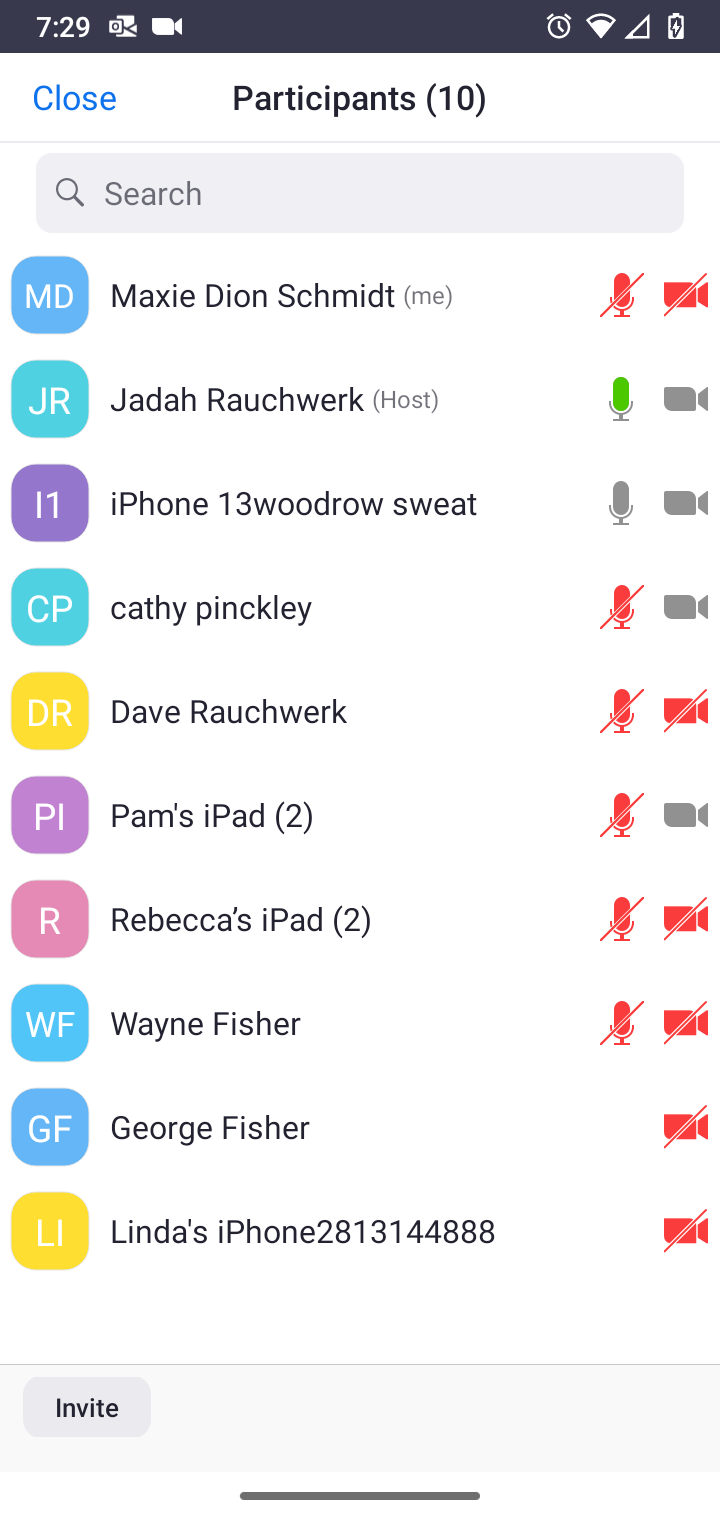 7:29
Close
Participants (10)
Search
MD Maxie Dion Schmidt (me)
JR Jadah Rauchwerk (Host)
I1 iPhone 13woodrow sweat
CP cathy pinckley
DR Dave Rauchwerk
PI Pam's iPad (2)
R Rebecca’s iPad (2)
WF Wayne Fisher
GF George Fisher
LI Linda's iPhone2813144888
Invite